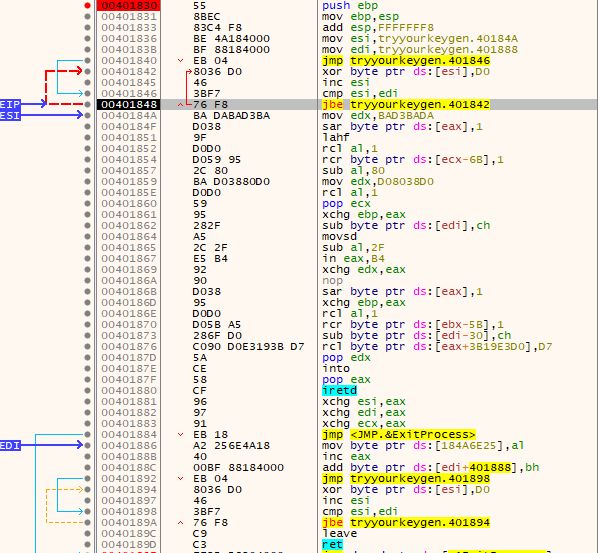 00401830 55 push ebp
00401831 8BEC mov ebp,esp
00401833 83C4 F8 add esp,FFFFFFF8
00401836 BE 4A184000 mov esi,tryyourkeygen.40184A
0040183B BF 88184000 mov edi,tryyourkeygen.401888
00401840 EB 04 jmp tryyourkeygen.401846
00401842 8036 D0 xor byte ptr ds:[esi],D0
00401845 46 inc esi
00401846 3BF7 cmp esi,edi
EIP 00401848 76 F8 jbe tryyourkeygen.401842
ESI 0040184A BA DABAD3BA mov edx,BAD3BADA
0040184F D038 sar byte ptr ds:[eax],1
00401851 9F lahf
00401852 D0D0 rcl al,1
00401854 D059 95 rcr byte ptr ds:[ecx-6B],1
00401857 2C 80 sub al,80
00401859 BA D03880D0 mov edx,D08038D0
0040185E D0D0 rcl al,1
00401860 59 pop ecx
00401861 95 xchg ebp,eax
00401862 282F sub byte ptr ds:[edi],ch
00401864 A5 movsd
00401865 2C 2F sub al,2F
00401867 E5 B4 in eax,B4
00401869 92 xchg edx,eax
0040186A 90 nop
0040186B D038 sar byte ptr ds:[eax],1
0040186D 95 xchg ebp,eax
0040186E D0D0 rcl al,1
00401870 D05B A5 rcr byte ptr ds:[ebx-5B],1
00401873 286F D0 sub byte ptr ds:[edi-30],ch
00401876 C090 D0E3193B D7 rcl byte ptr ds:[eax+3B19E3D0],D7
0040187D 5A pop edx
0040187E CE into
0040187F 58 pop eax
00401880 CF iretd
00401881 96 xchg esi,eax
00401882 97 xchg edi,eax
00401883 91 xchg ecx,eax
00401884 EB 18 jmp <JMP.&ExitProcess>
EDI 00401886 A2 256E4A18 mov byte ptr ds:[184A6E25],al
0040188B 40 inc eax
0040188C 00BF 88184000 add byte ptr ds:[edi+401888],bh
00401892 EB 04 jmp tryyourkeygen.401898
00401894 8036 D0 xor byte ptr ds:[esi],D0
00401897 46 inc esi
00401898 3BF7 cmp esi,edi
0040189A 76 F8 jbe tryyourkeygen.401894
0040189C C9 leave
0040189D C3 ret